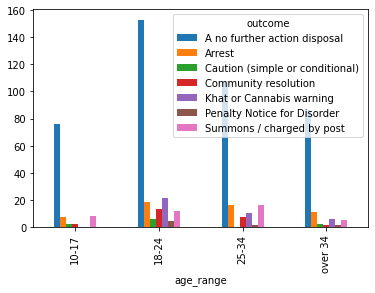 160
140
120
100
80
60
40
20
0
outcome
A no further action disposal
Arrest
Caution (simple or conditional)
Community resolution
Khat or Cannabis warning
Penalty Notice for Disorder
Summons / charged by post
10-17
18-24
25-34
over 34
age_range